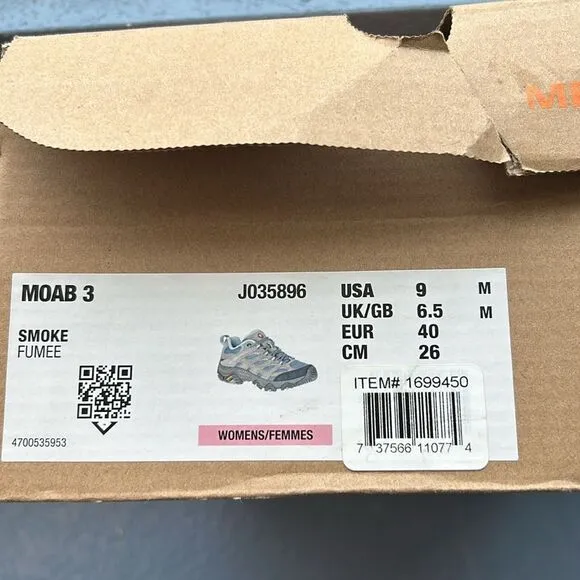 MOAB 3 J035896 USA 9 M
UK/GB 6.5 M
SMOKE EUR 40
FUMEE CM 26
ITEM# 1699450
WOMENS/FEMMES
4700535953 7 37566 11077 4